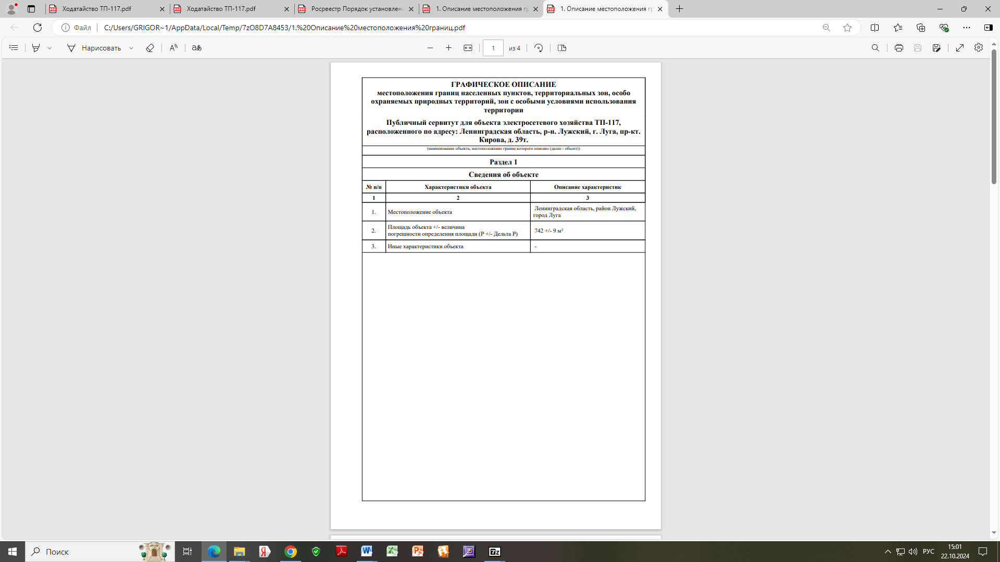 Ходатайство ТП-117.pdf
Ходатайство ТП-117.pdf
Росреестр Порядок установлен
1. Описание местоположения гр
1. Описание местоположения гр
Файл
C:/Users/GRIGOR~1/AppData/Local/Temp/7zO8D7A8453/1.%20Описание%20местоположения%20границ.pdf
Нарисовать
1 из 4
ГРАФИЧЕСКОЕ ОПИСАНИЕ
местоположения границ населенных пунктов, территориальных зон, особо
охраняемых природных территорий, зон с особыми условиями использования
территории
Публичный сервитут для объекта электросетевого хозяйства ТП-117,
расположенного по адресу: Ленинградская область, р-н. Лужский, г. Луга, пр-кт.
Кирова, д. 39т.
(наименование объекта, местоположение границ которого описано (далее - объект))
Раздел 1
Сведения об объекте
№ п/п Характеристики объекта Описание характеристик
1 2 3
1. Местоположение объекта Ленинградская область, район Лужский,
город Луга
2. Площадь объекта +/- величина
погрешности определения площади (Р +/- Дельта Р) 742 +/- 9 м²
3. Иные характеристики объекта -
Поиск
РУС
15:01
22.10.2024